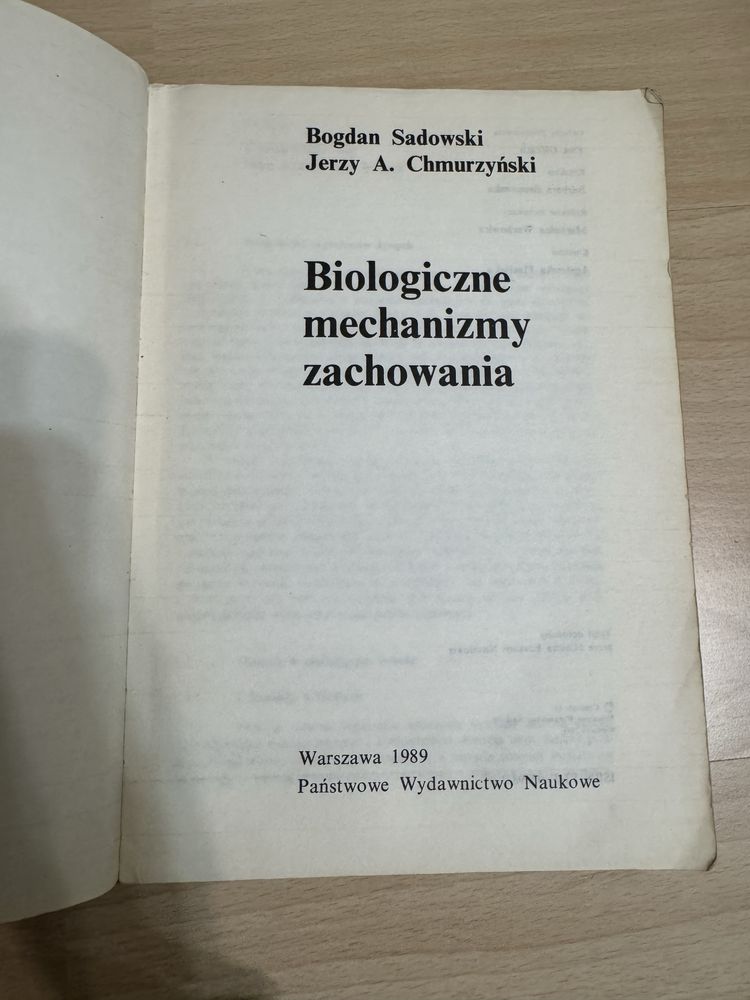 Bogdan Sadowski
Jerzy A. Chmurzyński
Biologiczne
mechanizmy
zachowania
Warszawa 1989
Państwowe Wydawnictwo Naukowe